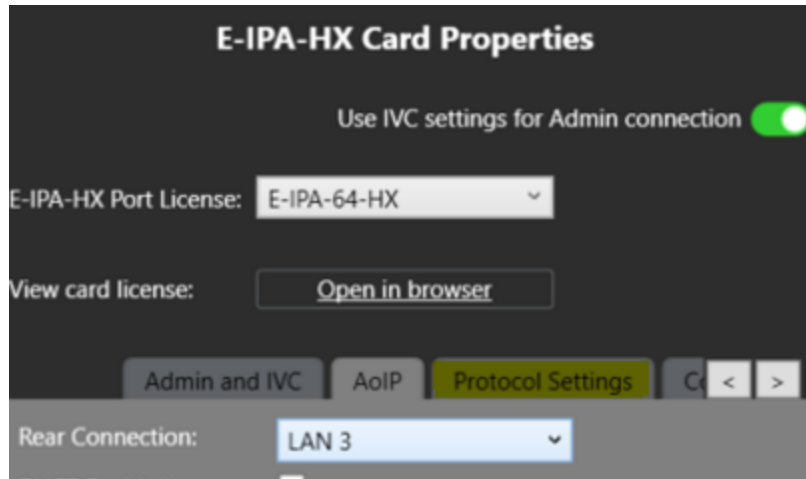 E-IPA-HX Card Properties
Use IVC settings for Admin connection
E-IPA-HX Port License: E-IPA-64-HX
View card license: Open in browser
Admin and IVC AoIP Protocol Settings < >
Rear Connection: LAN 3